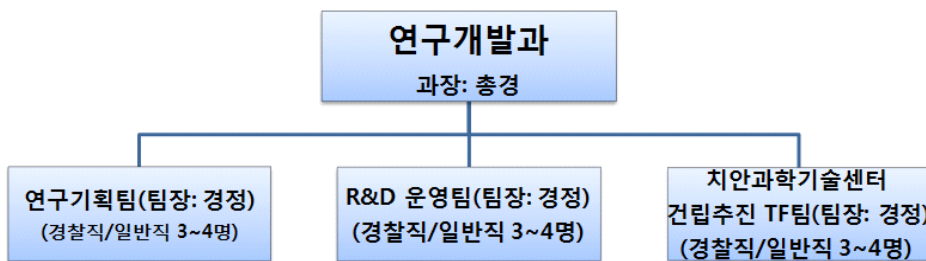 연구개발과
과장: 총경
연구기획팀(팀장: 경정)
(경찰직/일반직 3~4명)
R&D 운영팀(팀장: 경정)
(경찰직/일반직 3~4명)
치안과학기술센터
건립추진 TF팀(팀장: 경정)
(경찰직/일반직 3~4명)